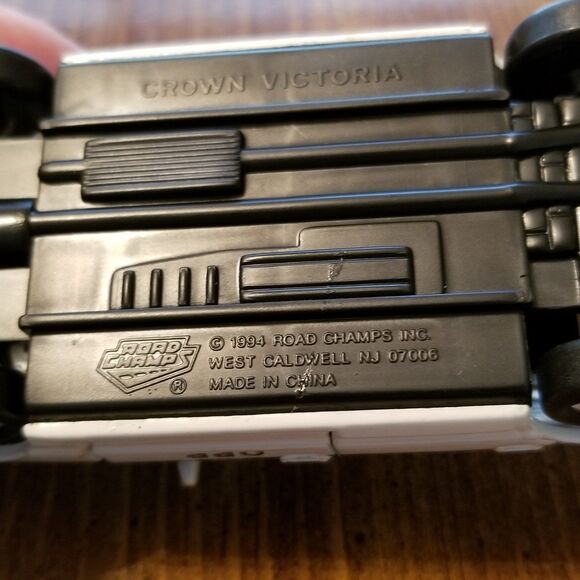 CROWN VICTORIA
ROAD
CHAMPS
®
© 1994 ROAD CHAMPS INC.
WEST CALDWELL NJ 07006
MADE IN CHINA